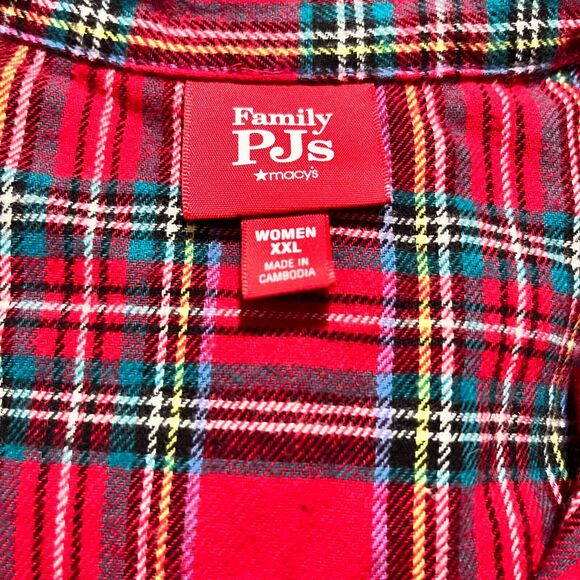 Family
PJs
★macy's
WOMEN
XXL
MADE IN
CAMBODIA